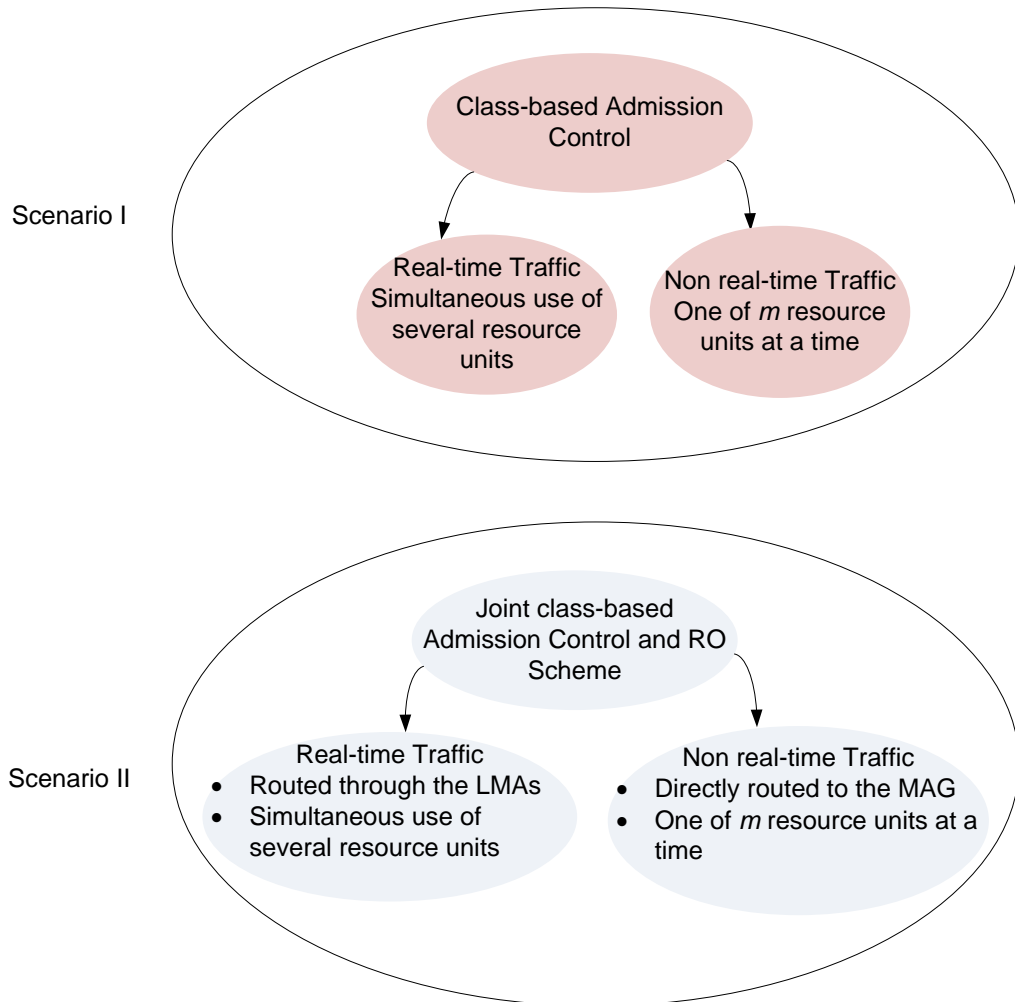 Scenario I
Class-based Admission
Control
Real-time Traffic
Simultaneous use of
several resource
units
Non real-time Traffic
One of m resource
units at a time
Scenario II
Joint class-based
Admission Control and RO
Scheme
Real-time Traffic
• Routed through the LMAs
• Simultaneous use of
several resource units
Non real-time Traffic
• Directly routed to the MAG
• One of m resource units at a
time